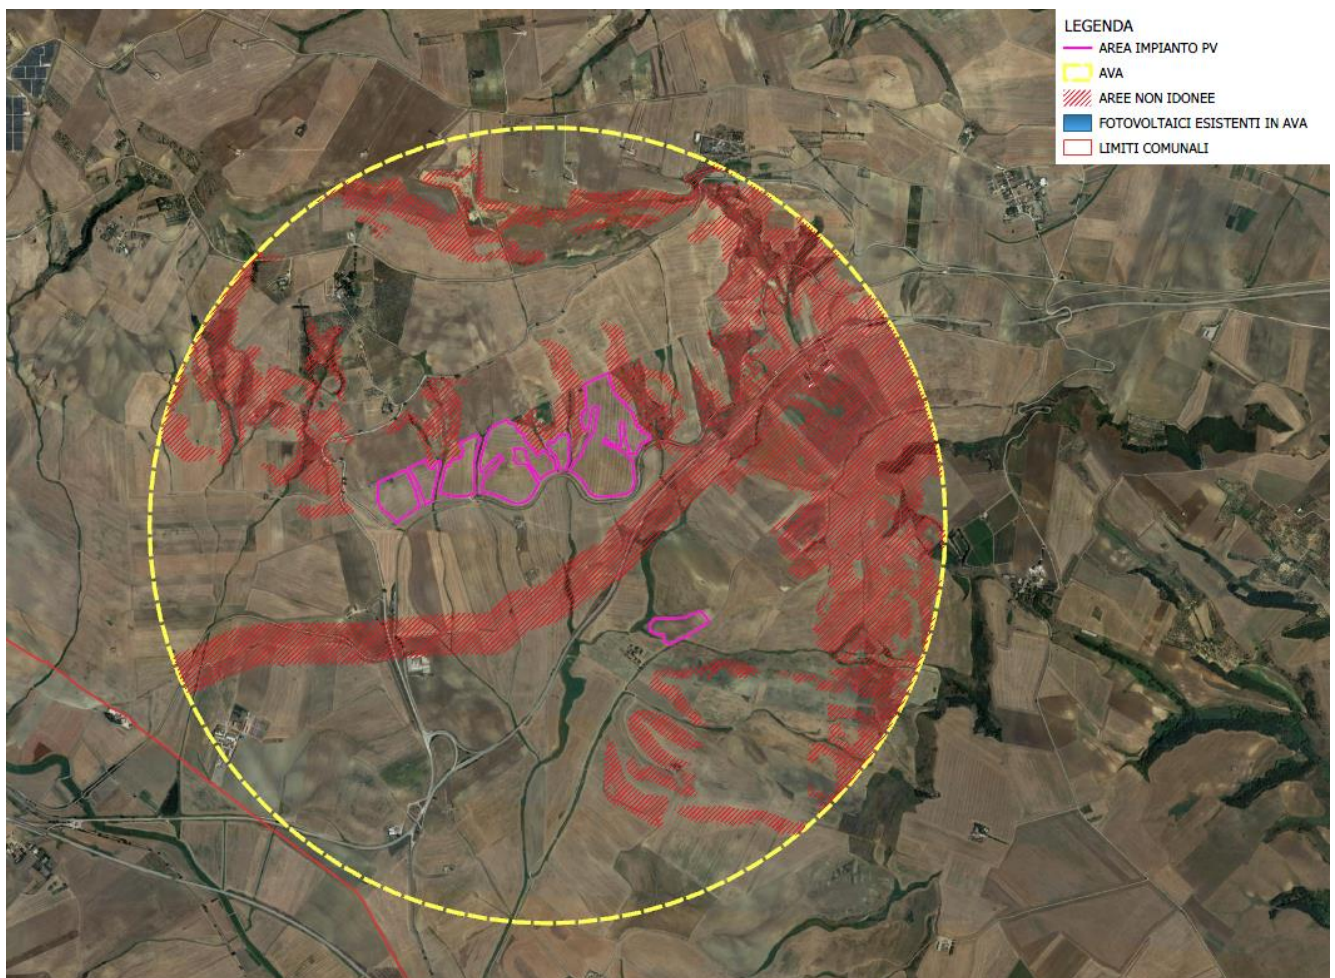 LEGENDA
AREA IMPIANTO PV
AVA
AREE NON IDONEE
FOTOVOLTAICI ESISTENTI IN AVA
LIMITI COMUNALI